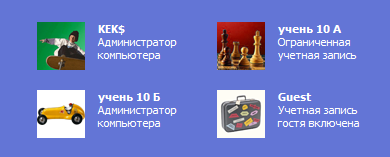 KEK$
Администратор
компьютера
учень 10 А
Ограниченная
учетная запись
учень 10 Б
Администратор
компьютера
Guest
Учетная запись
гостя включена